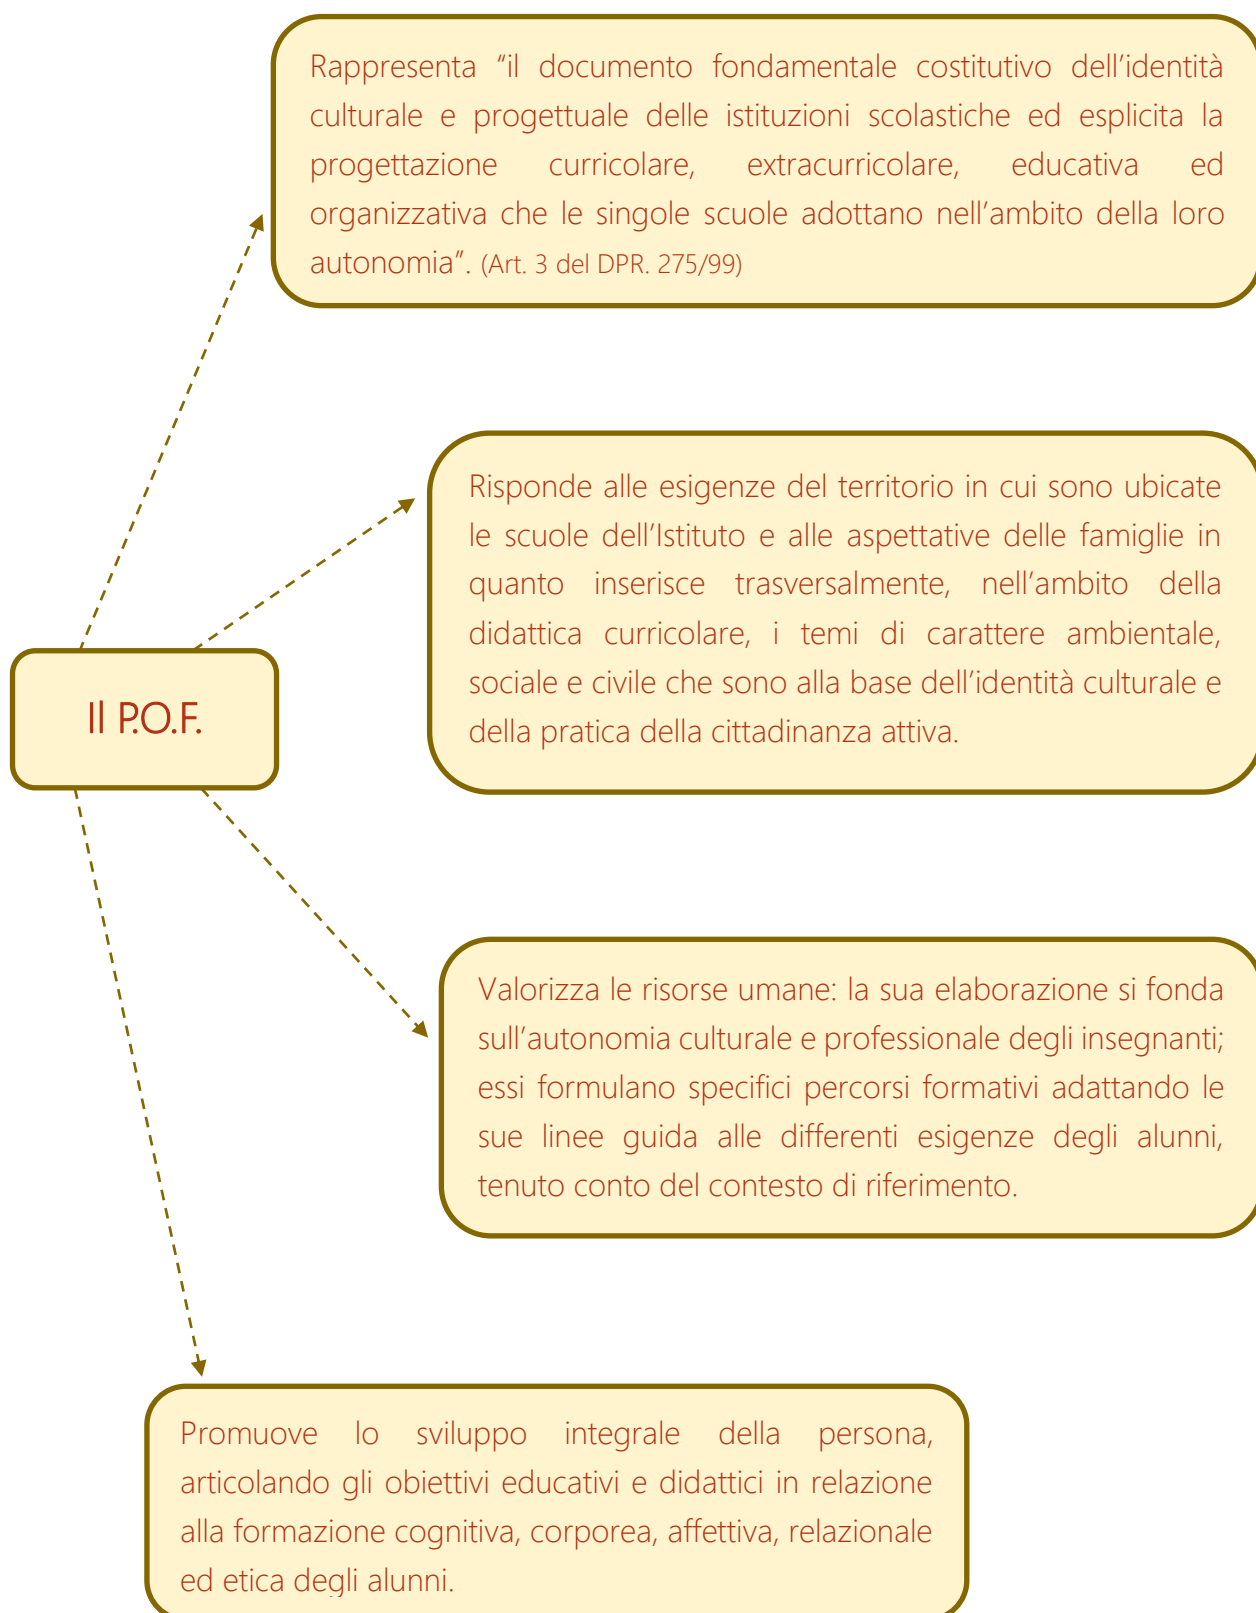 Rappresenta “il documento fondamentale costitutivo dell’identità
culturale e progettuale delle istituzioni scolastiche ed esplicita la
progettazione curricolare, extracurricolare, educativa ed
organizzativa che le singole scuole adottano nell’ambito della loro
autonomia”. (Art. 3 del DPR. 275/99)
Risponde alle esigenze del territorio in cui sono ubicate
le scuole dell’Istituto e alle aspettative delle famiglie in
quanto inserisce trasversalmente, nell’ambito della
didattica curricolare, i temi di carattere ambientale,
sociale e civile che sono alla base dell’identità culturale e
della pratica della cittadinanza attiva.
Il P.O.F.
Valorizza le risorse umane: la sua elaborazione si fonda
sull’autonomia culturale e professionale degli insegnanti;
essi formulano specifici percorsi formativi adattando le
sue linee guida alle differenti esigenze degli alunni,
tenuto conto del contesto di riferimento.
Promuove lo sviluppo integrale della persona,
articolando gli obiettivi educativi e didattici in relazione
alla formazione cognitiva, corporea, affettiva, relazionale
ed etica degli alunni.